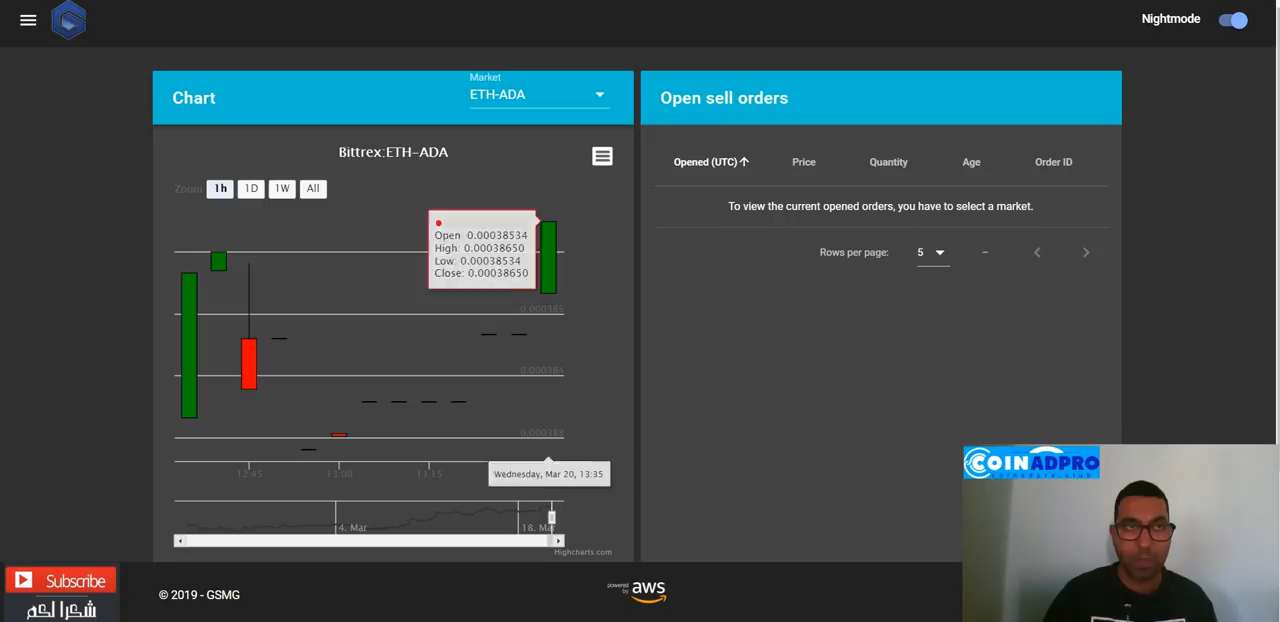 Nightmode
Chart
Market
ETH-ADA
Open sell orders
Bittrex:ETH-ADA
Zoom 1h 1D 1W All
Open 0.00038534
High: 0.00038650
Low: 0.00038534
Close: 0.00038650
0.000385
0.000384
0.000383
12:45 13:00 13:15
Wednesday, Mar 20, 13:35
4. Mar 18. Mar
Highcharts.com
Opened (UTC) Price Quantity Age Order ID
To view the current opened orders, you have to select a market.
Rows per page: 5 –
COINADPRO
coinadpro.club
Subscribe
شكرا لكم
© 2019 - GSMG
powered by aws